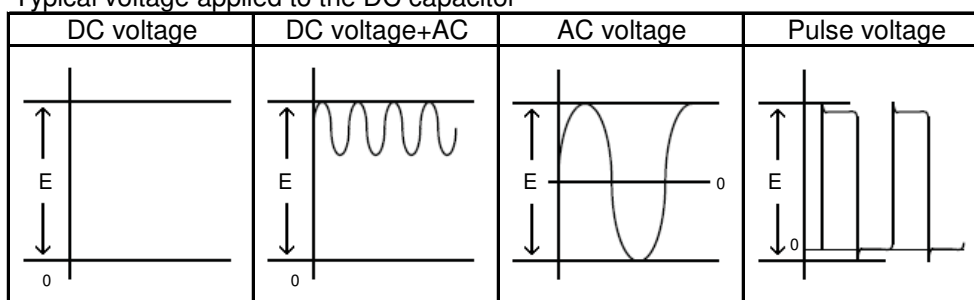 Typical voltage applied to the DC capacitor
DC voltage DC voltage+AC AC voltage Pulse voltage
E E E E
0 0 0 0